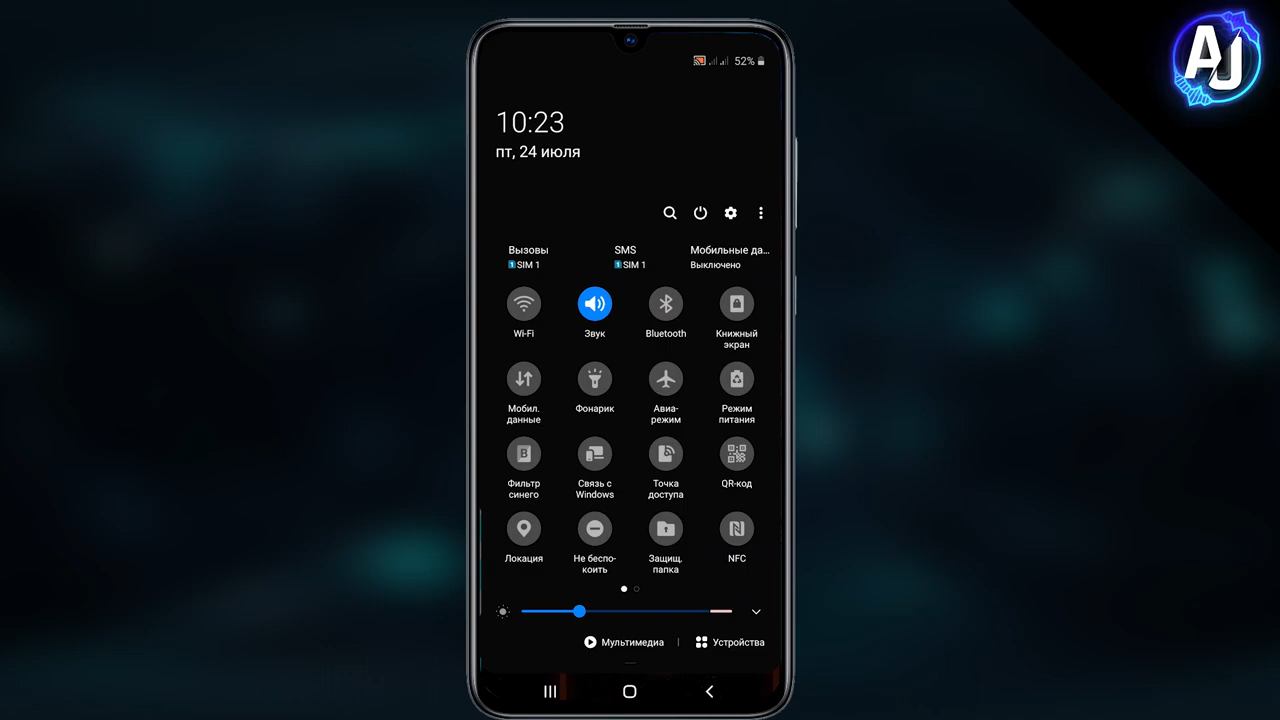 AJ
52%
10:23
пт, 24 июля
Вызовы SMS Мобильные да...
1 SIM 1 1 SIM 1 Выключено
Wi-Fi Звук Bluetooth Книжный
экран
Мобил. Фонарик Авиа- Режим
данные режим питания
B
Фильтр Связь с Точка QR-код
синего Windows доступа
Локация Не беспо- Защищ. NFC
коить папка
Мультимедиа | Устройства